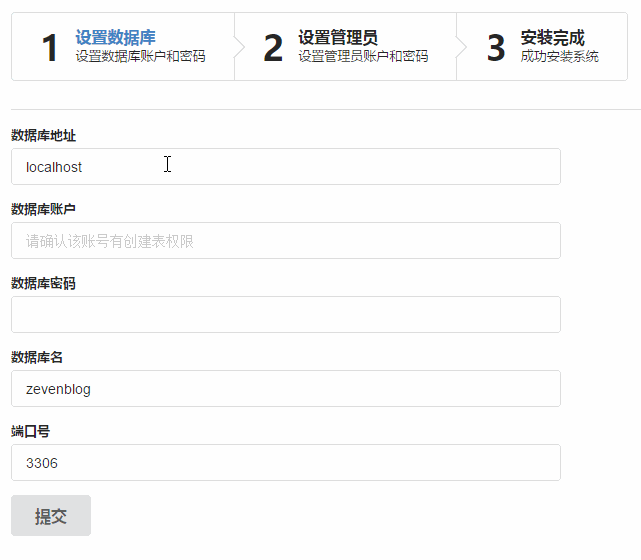 1
设置数据库
设置数据库账户和密码
2
设置管理员
设置管理员账户和密码
3
安装完成
成功安装系统
数据库地址
localhost
数据库账户
请确认该账号有创建表权限
数据库密码
数据库名
zevenblog
端口号
3306
提交